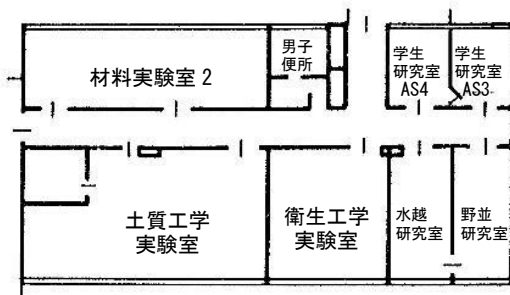 材料実験室 2
男子
便所
学生
研究室
AS4
学生
研究室
AS3
土質工学
実験室
衛生工学
実験室
水越
研究室
野並
研究室